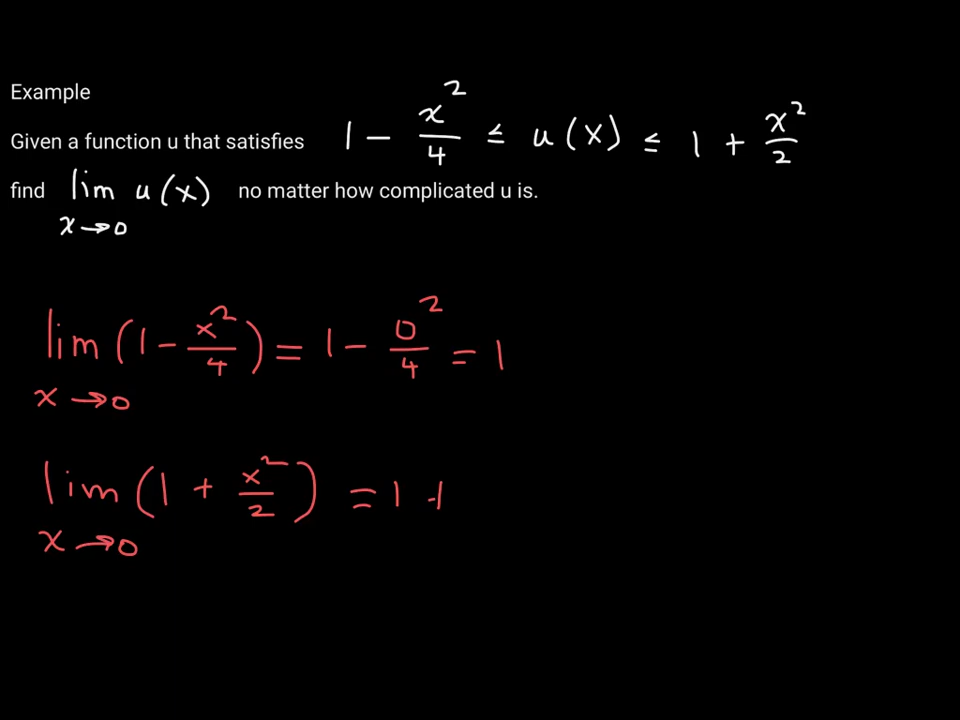 Example
Given a function u that satisfies 1 - x²/4 ≤ u(x) ≤ 1 + x²/2
find lim x→0 u(x) no matter how complicated u is.
lim x→0 (1 - x²/4) = 1 - 0²/4 = 1
lim x→0 (1 + x²/2) = 1 +